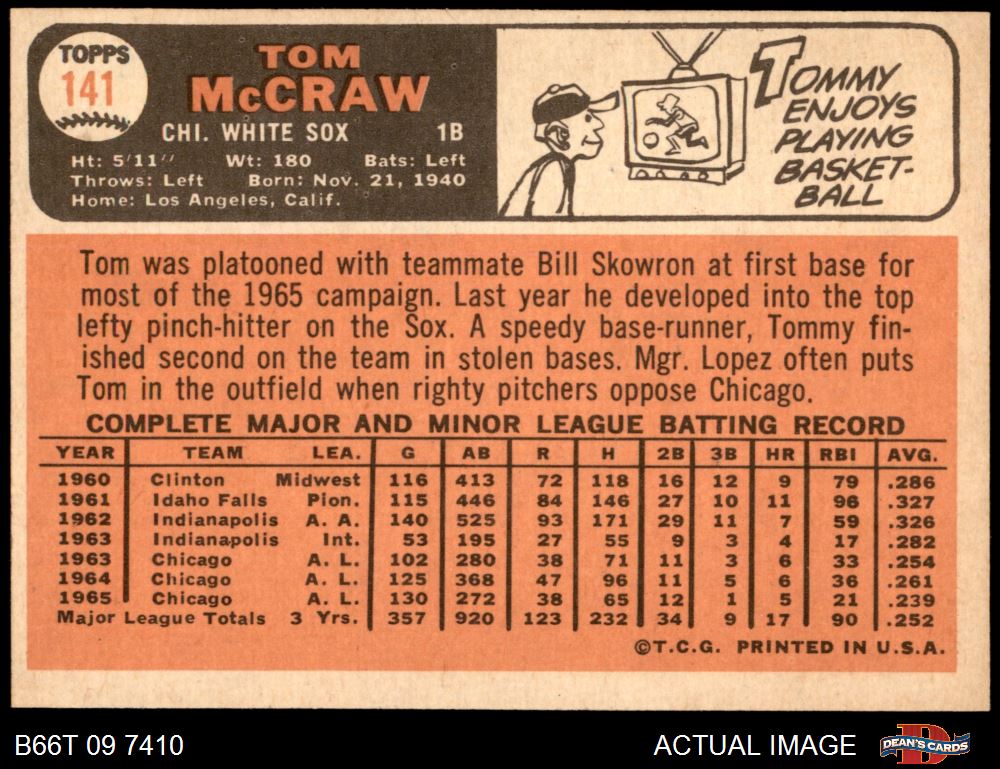 TOPPS
141
TOM
McCRAW
CHI. WHITE SOX 1B
Ht: 5'11" Wt: 180 Bats: Left
Throws: Left Born: Nov. 21, 1940
Home: Los Angeles, Calif.
TOMMY
ENJOYS
PLAYING
BASKET-
BALL
Tom was platooned with teammate Bill Skowron at first base for
most of the 1965 campaign. Last year he developed into the top
lefty pinch-hitter on the Sox. A speedy base-runner, Tommy fin-
ished second on the team in stolen bases. Mgr. Lopez often puts
Tom in the outfield when righty pitchers oppose Chicago.
COMPLETE MAJOR AND MINOR LEAGUE BATTING RECORD
YEAR TEAM LEA. G AB R H 2B 3B HR RBI AVG.
1960 Clinton Midwest 116 413 72 118 16 12 9 79 .286
1961 Idaho Falls Pion. 115 446 84 146 27 10 11 96 .327
1962 Indianapolis A. A. 140 525 93 171 29 11 7 59 .326
1963 Indianapolis Int. 53 195 27 55 9 3 4 17 .282
1963 Chicago A. L. 102 280 38 71 11 3 6 33 .254
1964 Chicago A. L. 125 368 47 96 11 5 6 36 .261
1965 Chicago A. L. 130 272 38 65 12 1 5 21 .239
Major League Totals 3 Yrs. 357 920 123 232 34 9 17 90 .252
©T.C.G. PRINTED IN U.S.A.
B66T 09 7410 ACTUAL IMAGE DEAN'S CARDS